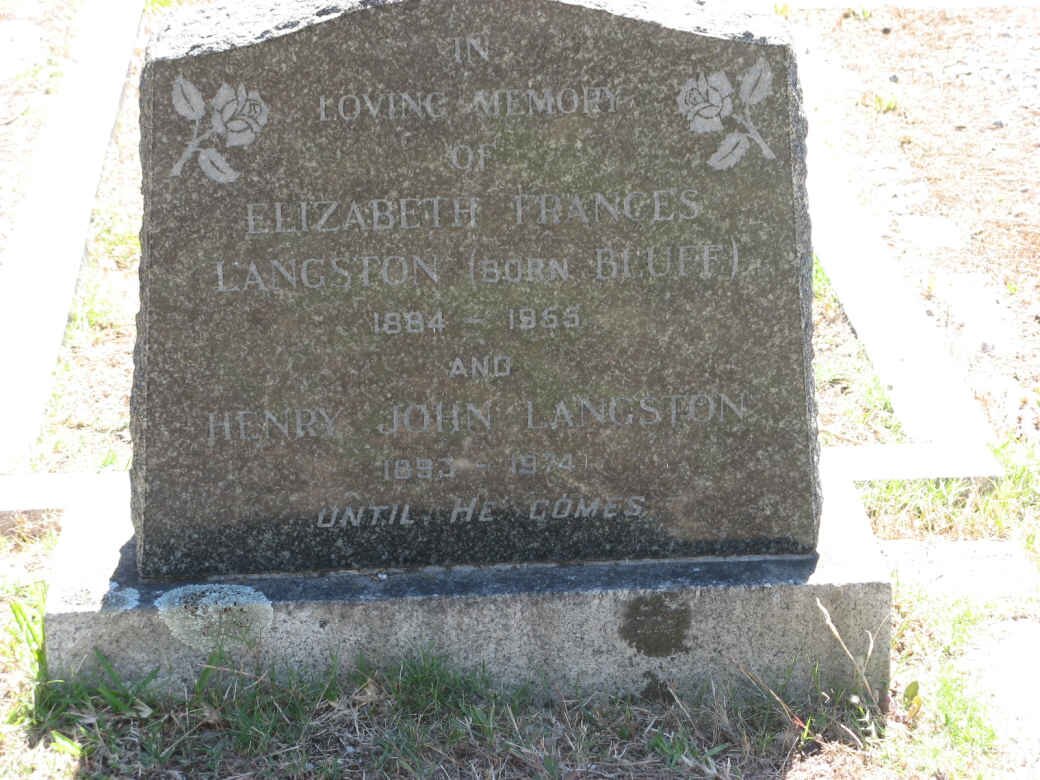 IN
LOVING MEMORY
OF
ELIZABETH FRANCES
LANGSTON (BORN BLUFF)
1884 - 1955
AND
HENRY JOHN LANGSTON
1893 - 1974
UNTIL HE COMES